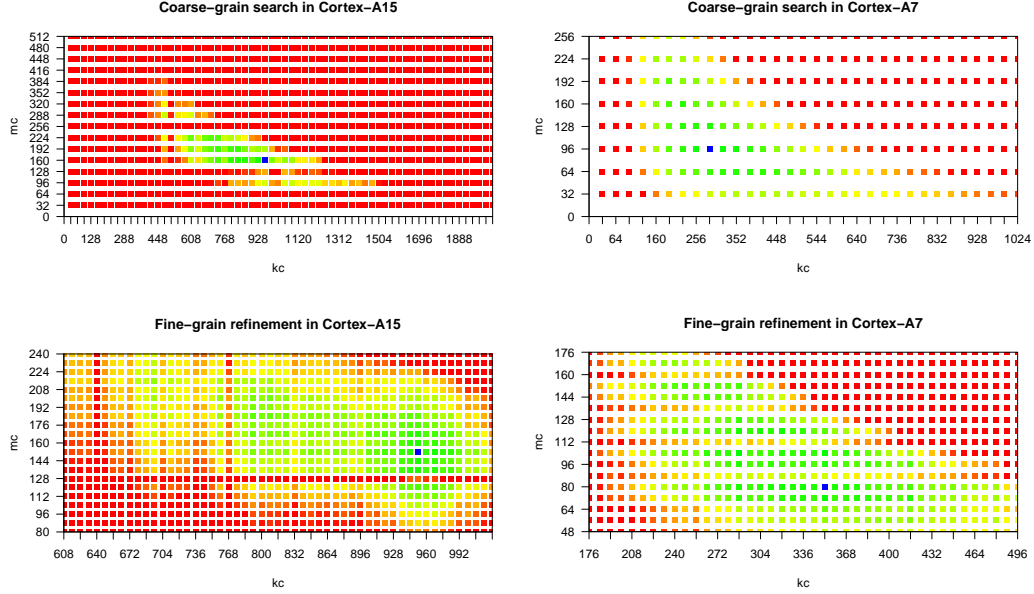 Coarse−grain search in Cortex−A15
512
480
448
416
384
352
320
288
256
224
192
160
128
96
64
32
0
mc
0 128 288 448 608 768 928 1120 1312 1504 1696 1888
kc
Coarse−grain search in Cortex−A7
256
224
192
160
128
96
64
32
0
mc
0 64 160 256 352 448 544 640 736 832 928 1024
kc
Fine−grain refinement in Cortex−A15
240
224
208
192
176
160
144
128
112
96
80
mc
608 640 672 704 736 768 800 832 864 896 928 960 992
kc
Fine−grain refinement in Cortex−A7
176
160
144
128
112
96
80
64
48
mc
176 208 240 272 304 336 368 400 432 464 496
kc